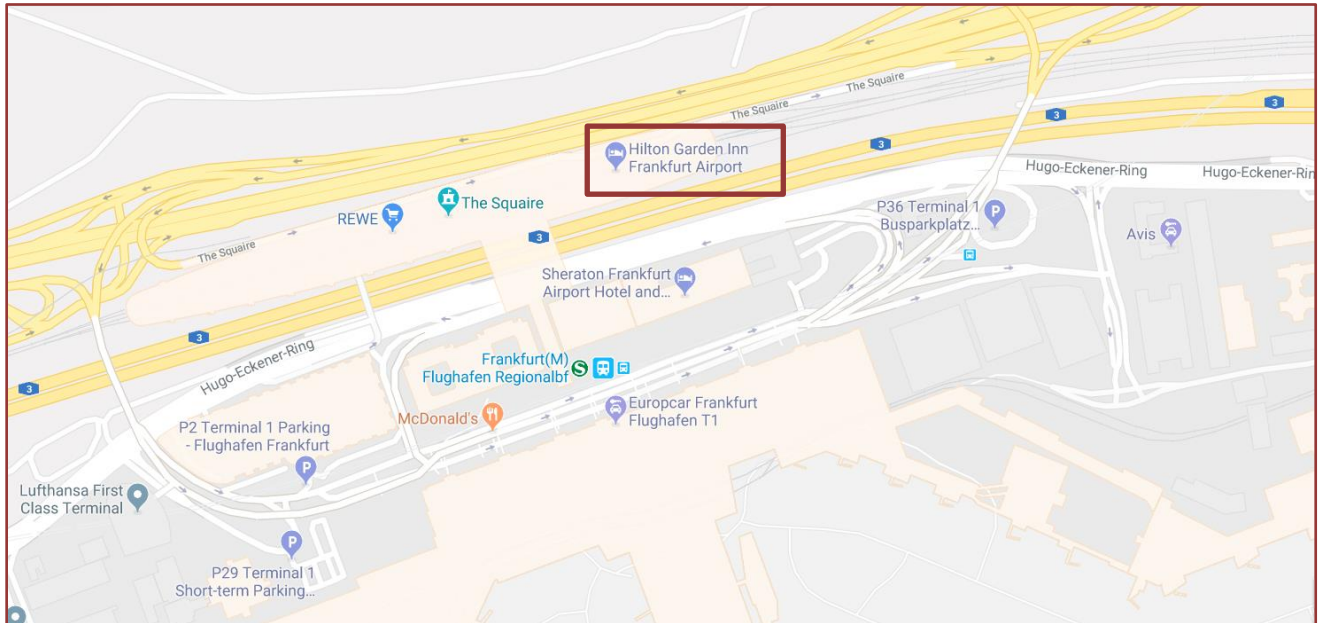 The Squaire
The Squaire
3
Hilton Garden Inn
Frankfurt Airport
3
3
Hugo-Eckener-Ring
Hugo-Eckener-Rin
The Squaire
REWE
P36 Terminal 1
Busparkplatz...
P
Avis
The Squaire
3
Sheraton Frankfurt
Airport Hotel and...
3
Hugo-Eckener-Ring
3
Frankfurt(M)
Flughafen Regionalbf
S
McDonald's
Europcar Frankfurt
Flughafen T1
P2 Terminal 1 Parking
- Flughafen Frankfurt
P
Lufthansa First
Class Terminal
P
P29 Terminal 1
Short-term Parking...